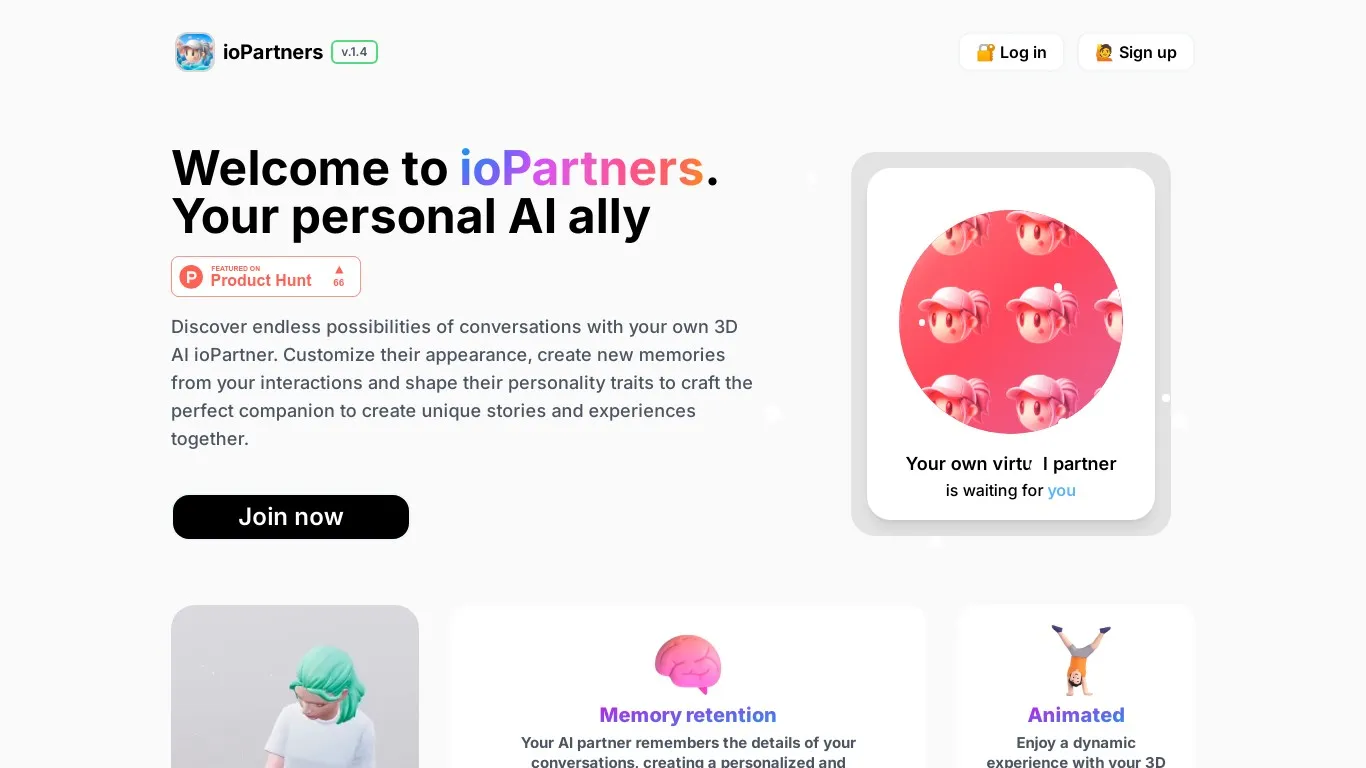 ioPartners v.1.4
Log in
Sign up
Welcome to ioPartners.
Your personal AI ally
FEATURED ON
Product Hunt
66
Discover endless possibilities of conversations with your own 3D
AI ioPartner. Customize their appearance, create new memories
from your interactions and shape their personality traits to craft the
perfect companion to create unique stories and experiences
together.
Join now
Your own virtu l partner
is waiting for you
Memory retention
Your AI partner remembers the details of your
conversations, creating a personalized and
Animated
Enjoy a dynamic
experience with your 3D